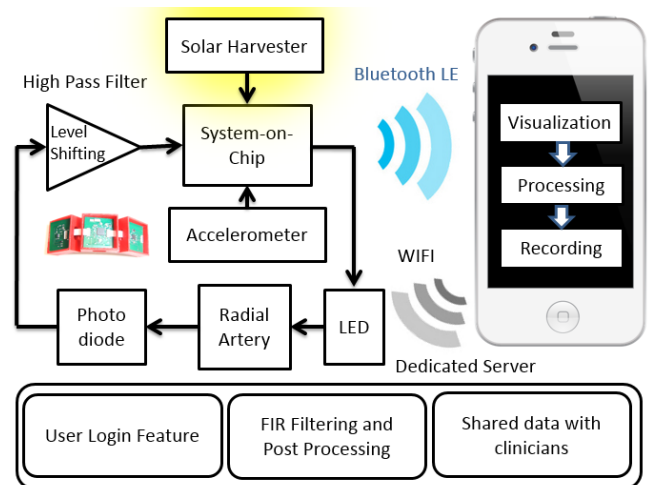 Solar Harvester
High Pass Filter
Bluetooth LE
Level
Shifting
System-on-
Chip
Visualization
Processing
Accelerometer
Recording
WIFI
Photo
diode
Radial
Artery
LED
Dedicated Server
User Login Feature
FIR Filtering and
Post Processing
Shared data with
clinicians